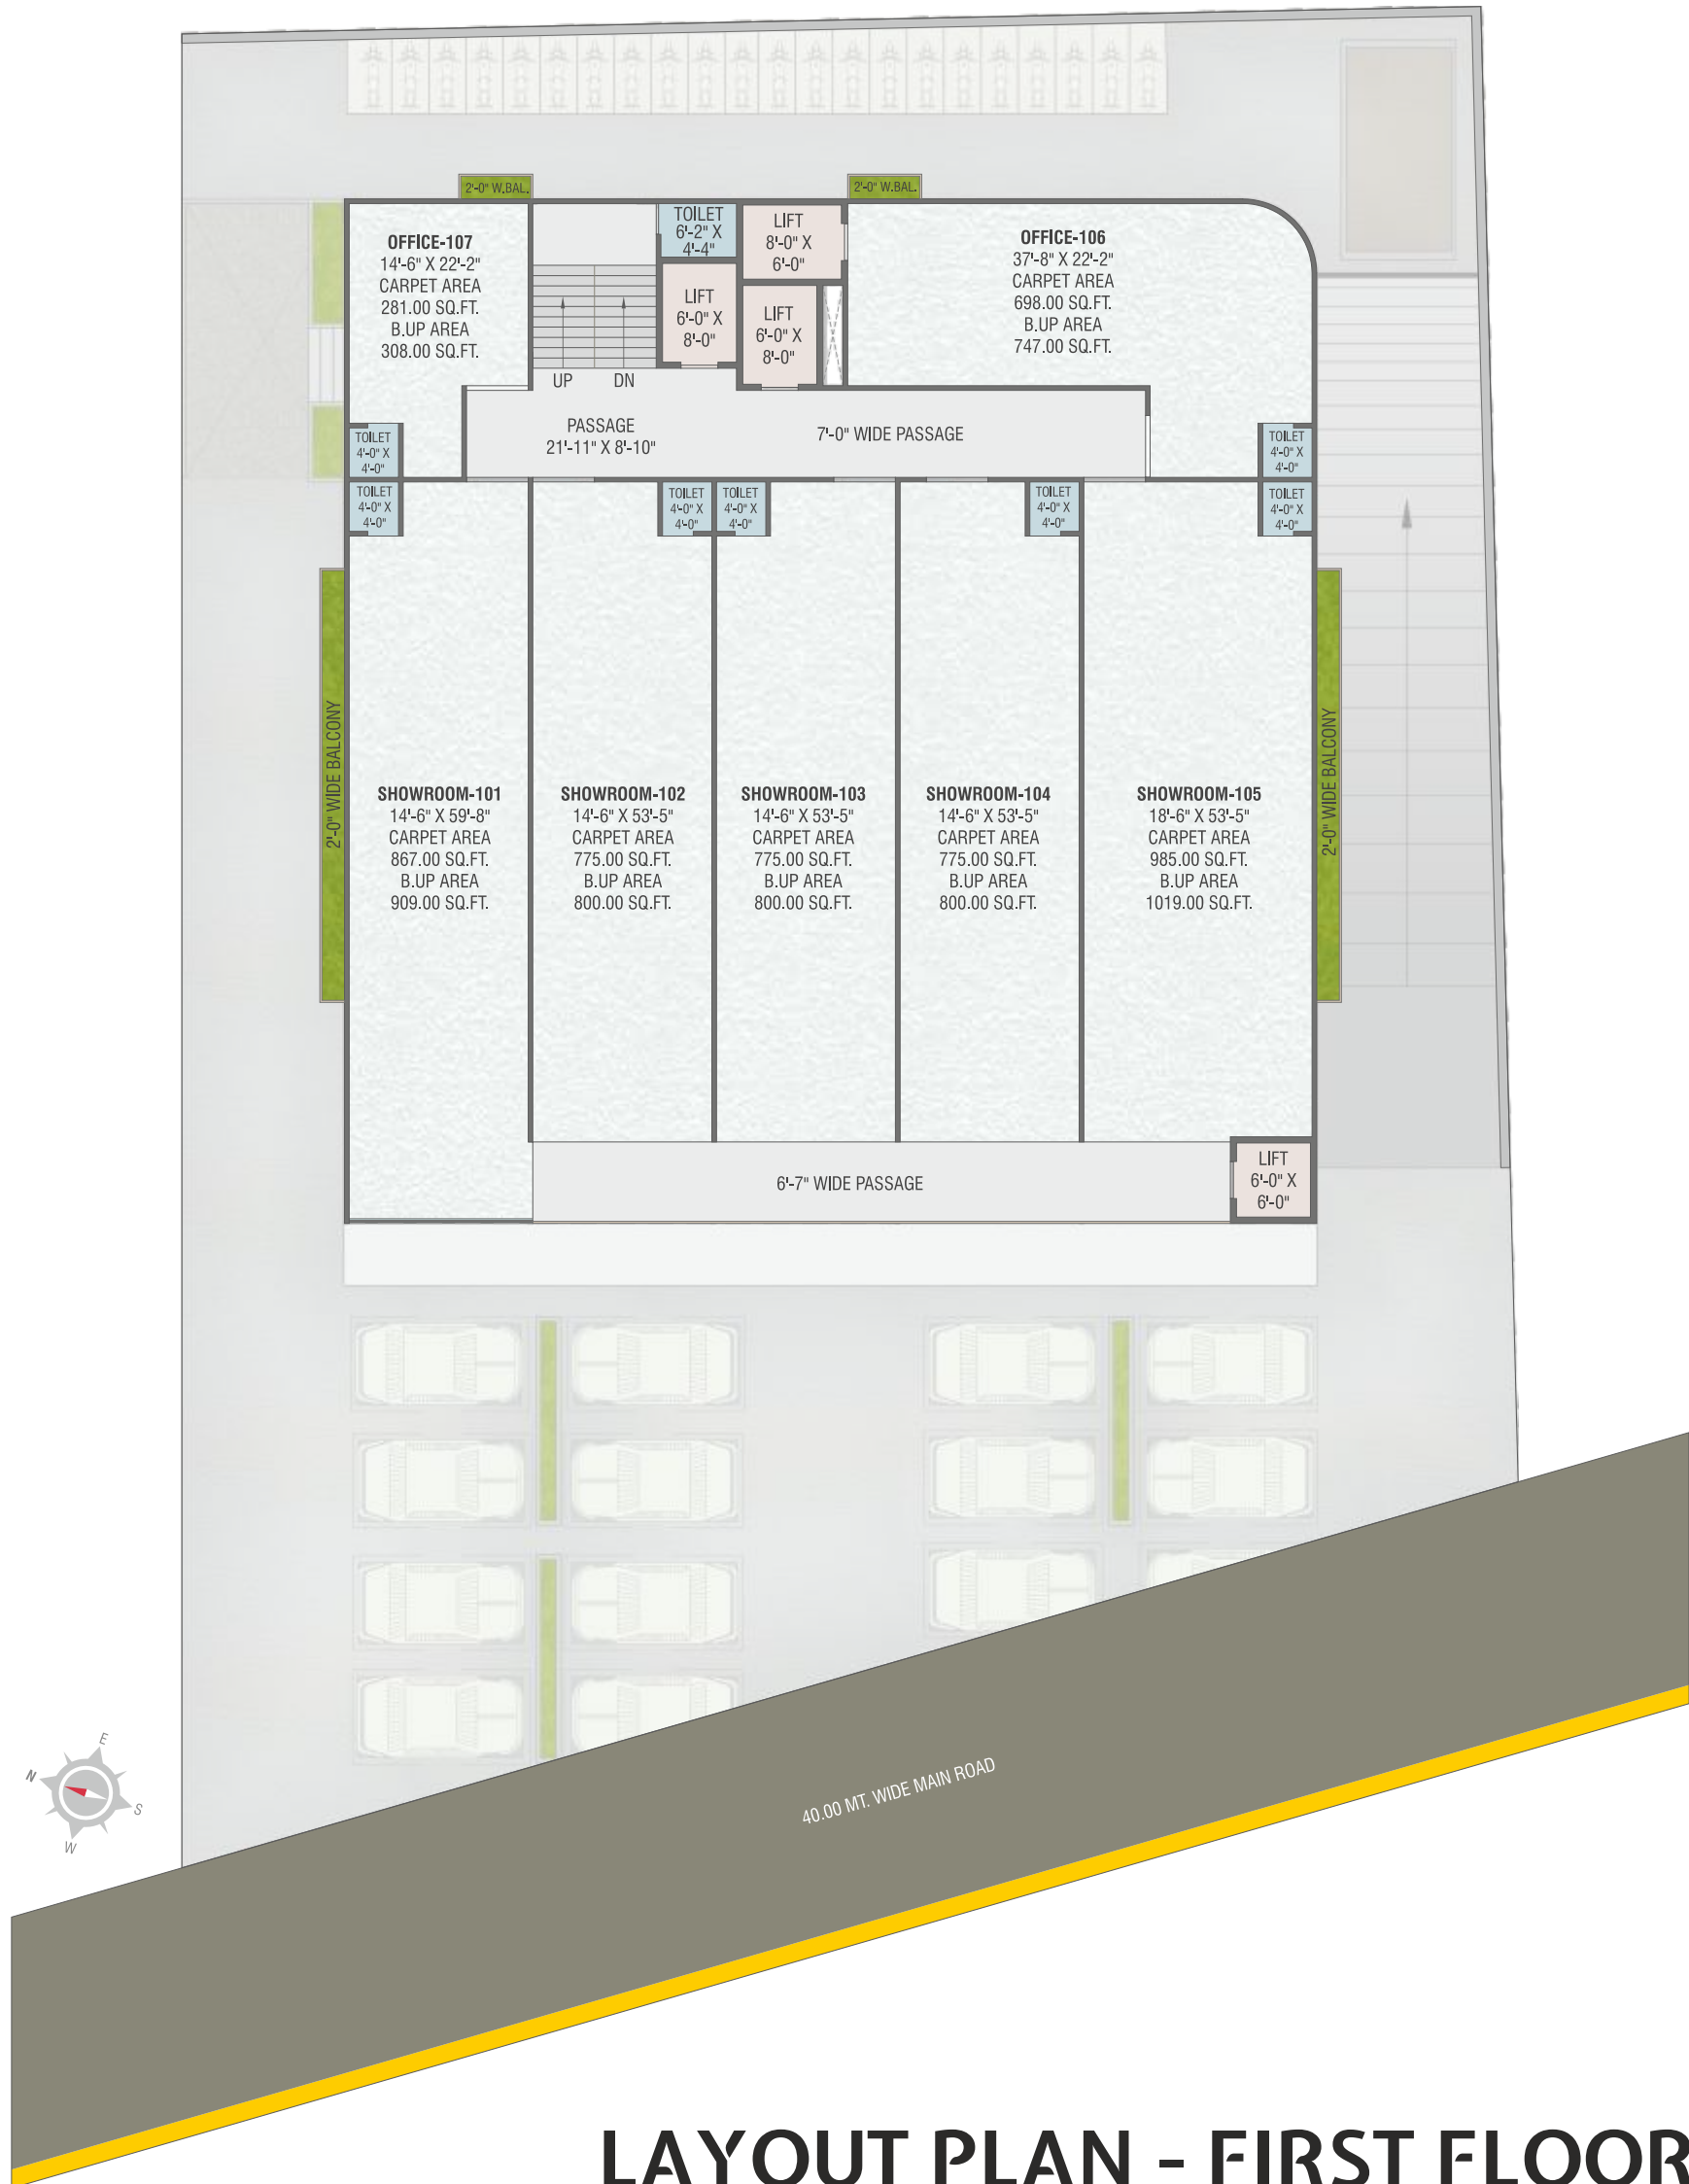 2'-0" W.BAL.
2'-0" W.BAL.
OFFICE-107
14'-6" X 22'-2"
CARPET AREA
281.00 SQ.FT.
B.UP AREA
308.00 SQ.FT.
TOILET
6'-2" X
4'-4"
LIFT
8'-0" X
6'-0"
LIFT
6'-0" X
8'-0"
LIFT
6'-0" X
8'-0"
OFFICE-106
37'-8" X 22'-2"
CARPET AREA
698.00 SQ.FT.
B.UP AREA
747.00 SQ.FT.
UP
DN
PASSAGE
21'-11" X 8'-10"
7'-0" WIDE PASSAGE
TOILET
4'-0" X
4'-0"
TOILET
4'-0" X
4'-0"
TOILET
4'-0" X
4'-0"
TOILET
4'-0" X
4'-0"
TOILET
4'-0" X
4'-0"
TOILET
4'-0" X
4'-0"
TOILET
4'-0" X
4'-0"
2'-0" WIDE BALCONY
SHOWROOM-101
14'-6" X 59'-8"
CARPET AREA
867.00 SQ.FT.
B.UP AREA
909.00 SQ.FT.
SHOWROOM-102
14'-6" X 53'-5"
CARPET AREA
775.00 SQ.FT.
B.UP AREA
800.00 SQ.FT.
SHOWROOM-103
14'-6" X 53'-5"
CARPET AREA
775.00 SQ.FT.
B.UP AREA
800.00 SQ.FT.
SHOWROOM-104
14'-6" X 53'-5"
CARPET AREA
775.00 SQ.FT.
B.UP AREA
800.00 SQ.FT.
SHOWROOM-105
18'-6" X 53'-5"
CARPET AREA
985.00 SQ.FT.
B.UP AREA
1019.00 SQ.FT.
2'-0" WIDE BALCONY
6'-7" WIDE PASSAGE
LIFT
6'-0" X
6'-0"
E
N
S
W
40.00 MT. WIDE MAIN ROAD
LAYOUT PLAN - FIRST FLOOR